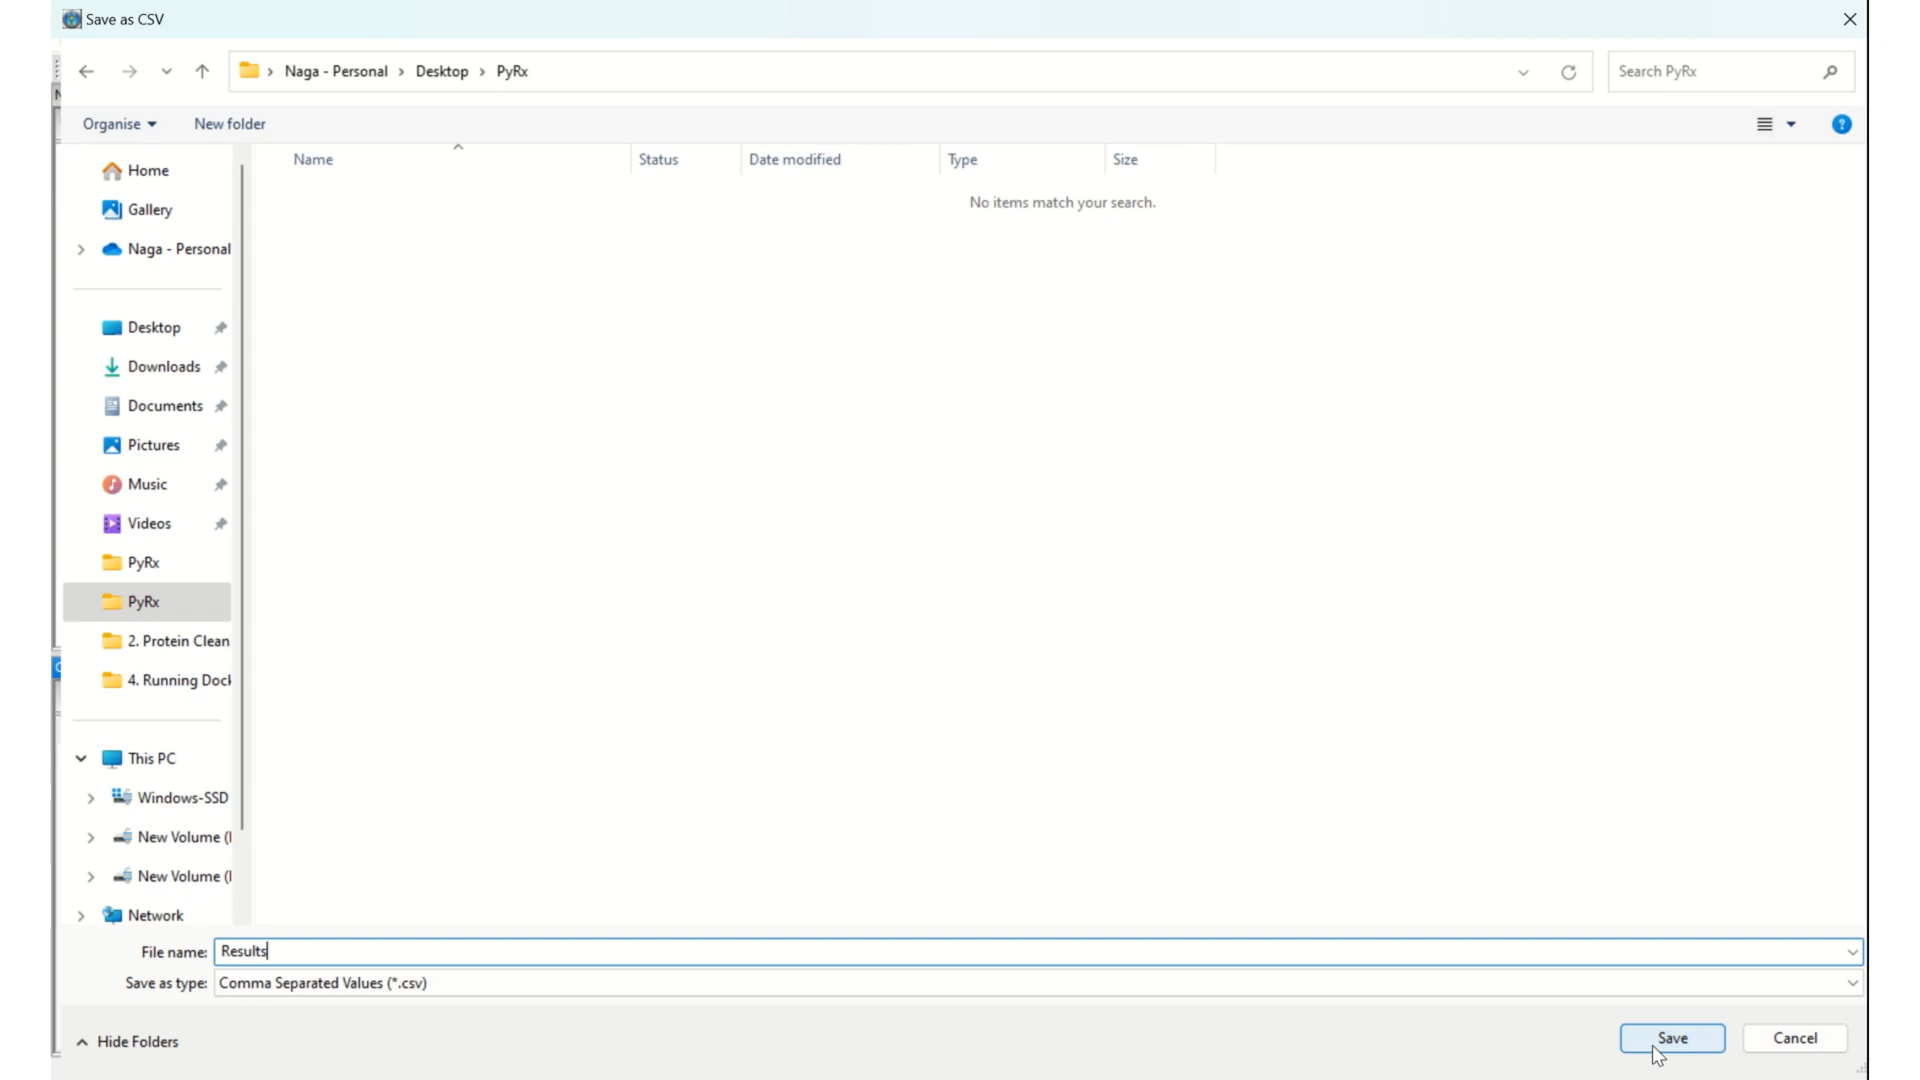 Save as CSV
Naga - Personal > Desktop > PyRx
Search PyRx
Organise
New folder
Name
Status
Date modified
Type
Size
No items match your search.
Home
Gallery
Naga - Personal
Desktop
Downloads
Documents
Pictures
Music
Videos
PyRx
PyRx
2. Protein Clean
4. Running Dock
This PC
Windows-SSD
New Volume (
New Volume (
Network
File name: Results
Save as type: Comma Separated Values (*.csv)
Hide Folders
Save
Cancel